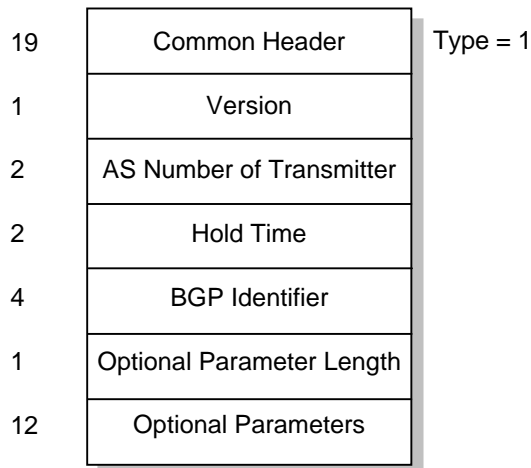 19 Common Header Type = 1
1 Version
2 AS Number of Transmitter
2 Hold Time
4 BGP Identifier
1 Optional Parameter Length
12 Optional Parameters